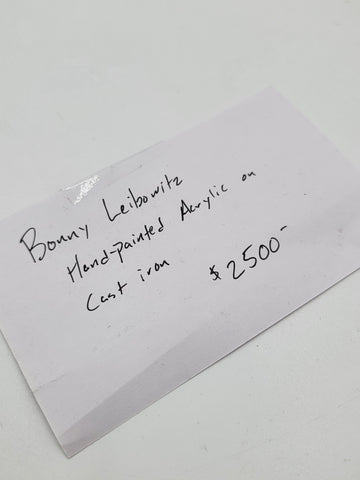 Bonny Leibowitz
Hand-painted Acrylic on
Cast iron
$2500-